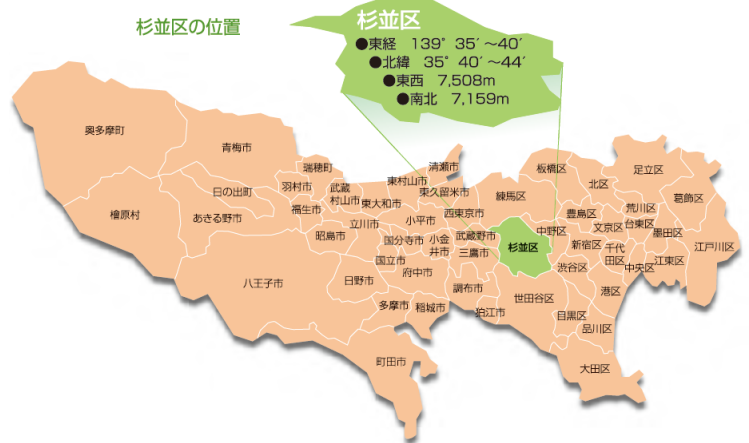 杉並区の位置
杉並区
●東経 139°35′～40′
●北緯 35°40′～44′
●東西 7,508m
●南北 7,159m
奥多摩町
青梅市
瑞穂町
清瀬市
板橋区
足立区
日の出町
羽村市
武蔵
村山市
東村山市
東久留米市
練馬区
北区
葛飾区
檜原村
あきる野市
福生市
東大和市
小平市
西東京市
豊島区
荒川区
昭島市
立川市
国分寺市
小金
井市
武蔵野市
杉並区
中野区
新宿区
文京区
台東区
墨田区
江戸川区
八王子市
日野市
国立市
府中市
三鷹市
渋谷区
千代
田区
中央区
江東区
多摩市
稲城市
調布市
狛江市
世田谷区
目黒区
港区
品川区
町田市
大田区